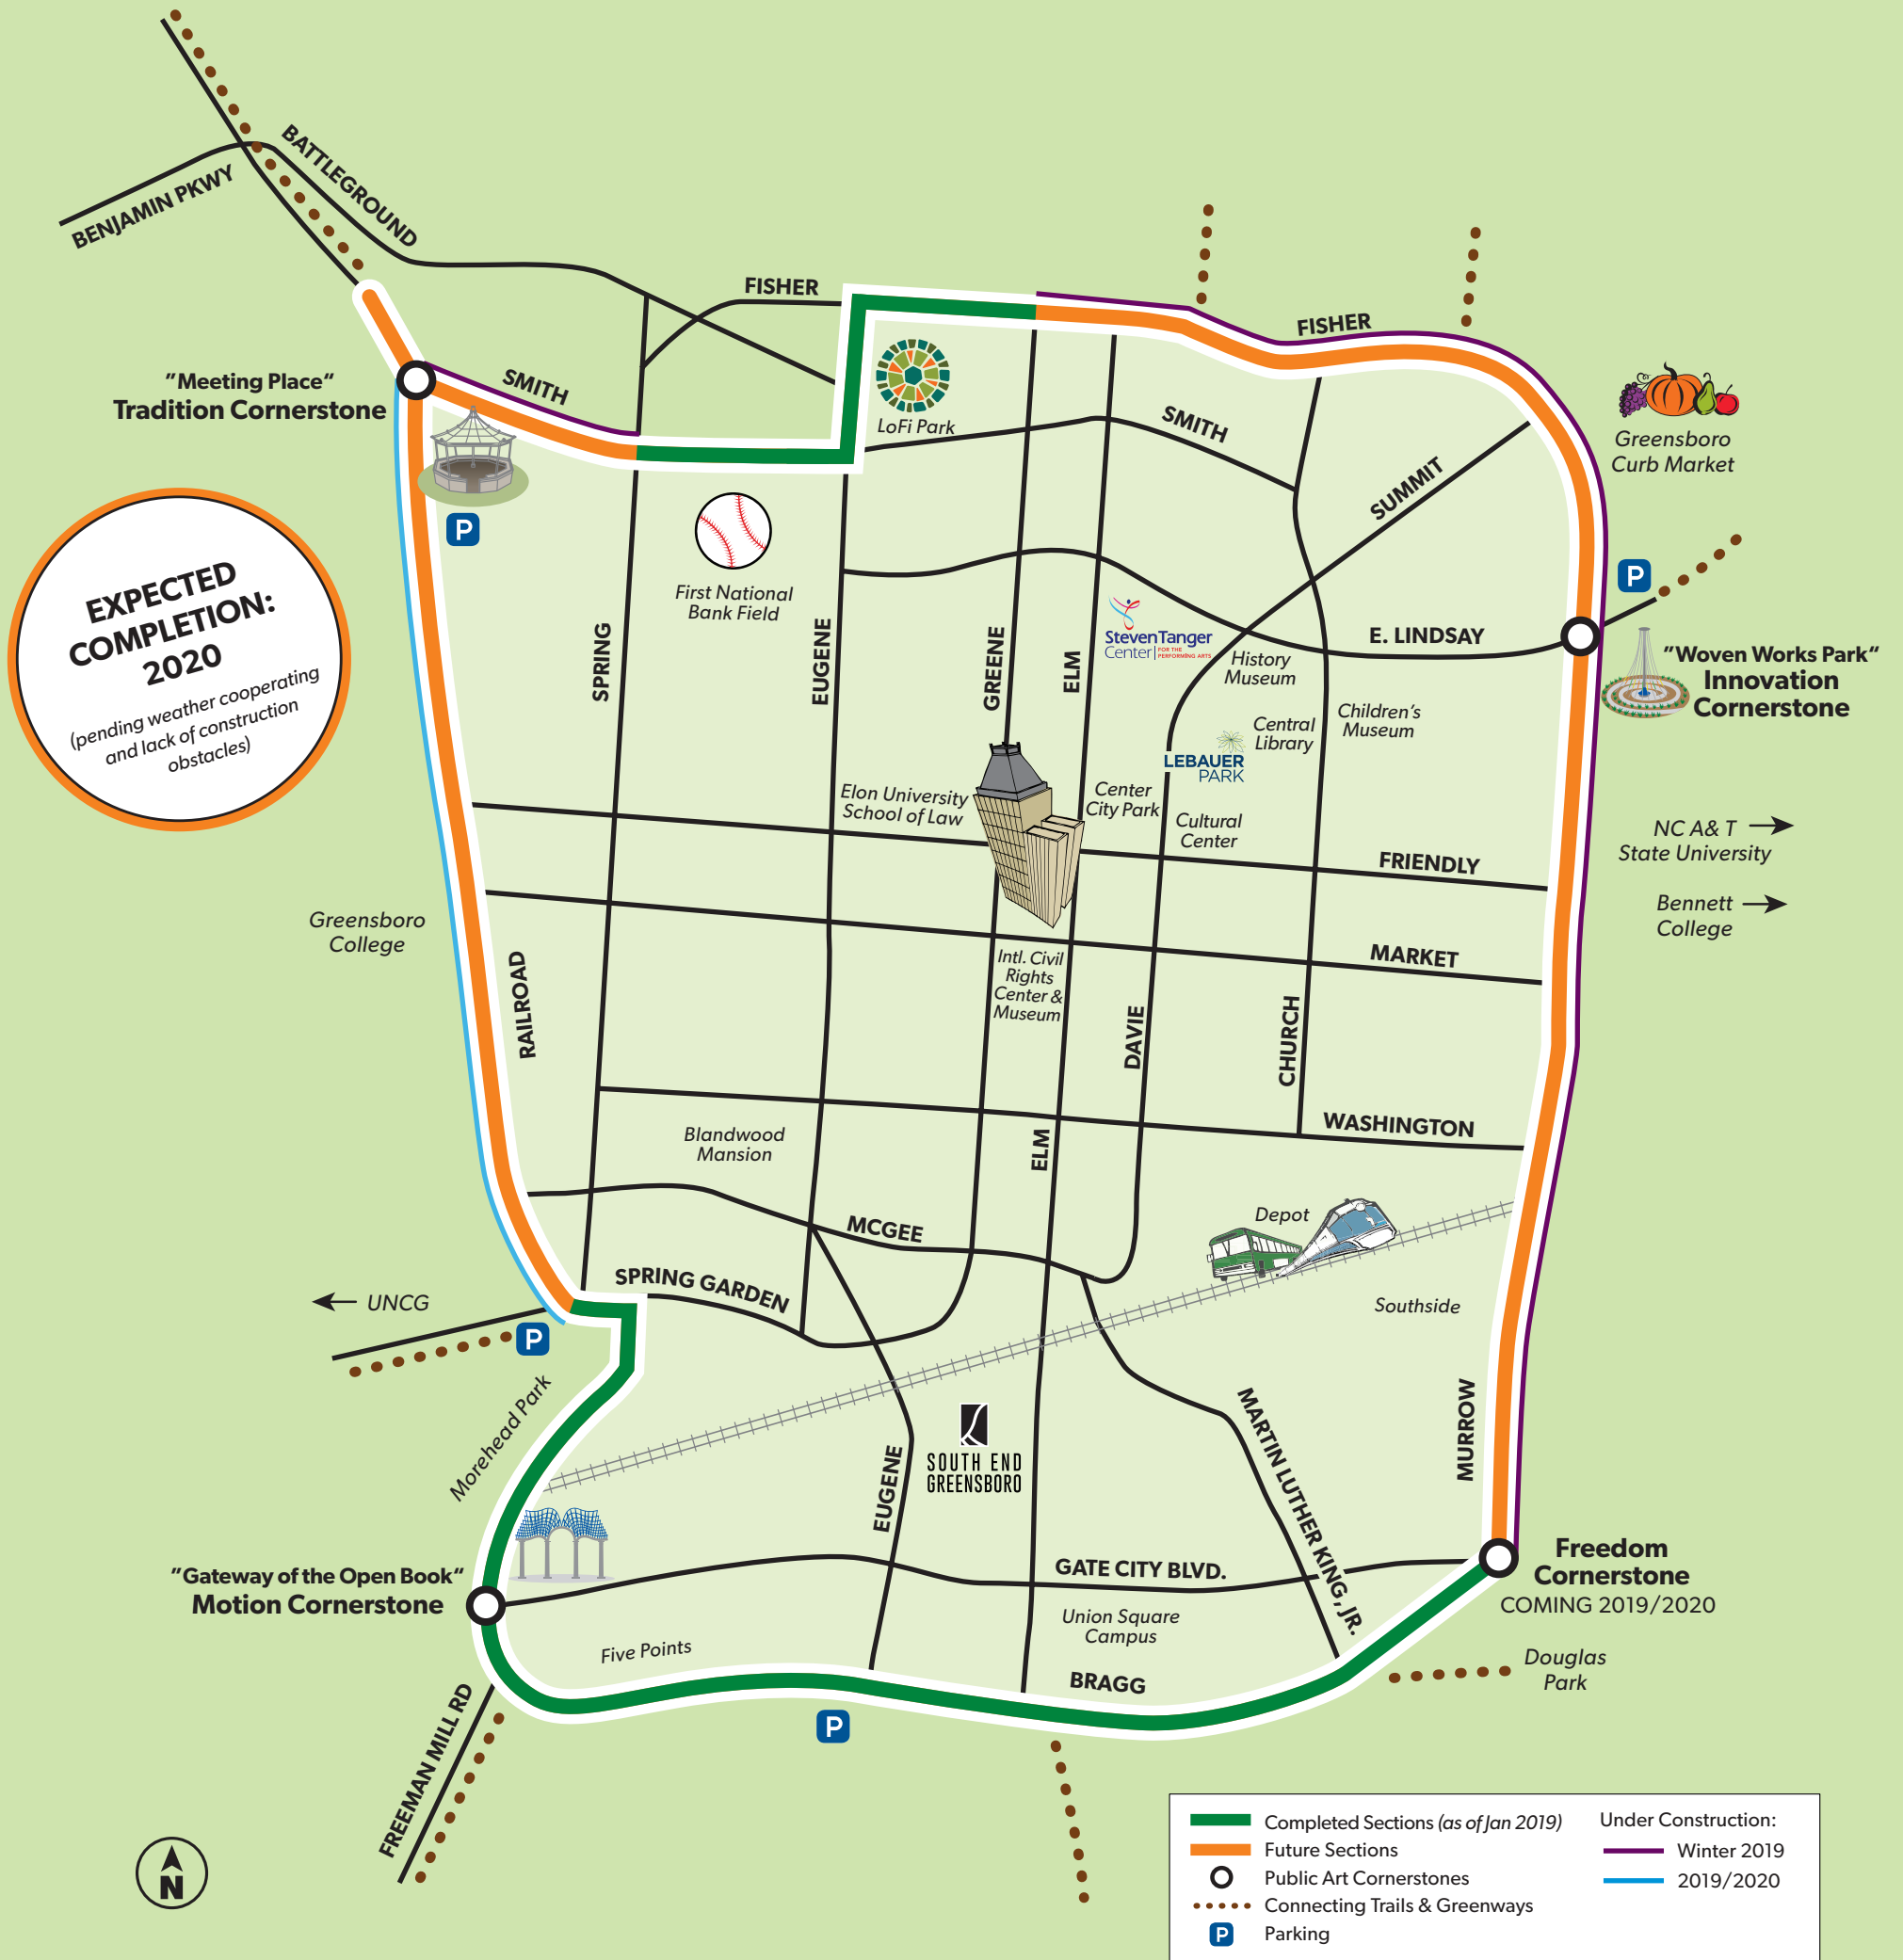 BATTLEGROUND
BENJAMIN PKWY
FISHER
FISHER
"Meeting Place"
Tradition Cornerstone
SMITH
LoFi Park
SMITH
SUMMIT
Greensboro
Curb Market
P
EXPECTED
COMPLETION:
2020
(pending weather cooperating
and lack of construction
obstacles)
First National
Bank Field
P
SPRING
EUGENE
GREENE
ELM
StevenTanger
Center FOR THE
PERFORMING ARTS
E. LINDSAY
History
Museum
"Woven Works Park"
Innovation
Cornerstone
Children's
Museum
Central
Library
LEBAUER
PARK
Elon University
School of Law
Center
City Park
Cultural
Center
FRIENDLY
NC A & T
State University
Bennett
College
Greensboro
College
MARKET
RAILROAD
Intl. Civil
Rights
Center &
Museum
DAVIE
CHURCH
WASHINGTON
Blandwood
Mansion
ELM
MCGEE
Depot
SPRING GARDEN
UNCG
P
Southside
Morehead Park
MURROW
MARTIN LUTHER KING, JR.
SOUTH END
GREENSBORO
EUGENE
"Gateway of the Open Book"
Motion Cornerstone
GATE CITY BLVD.
Freedom
Cornerstone
COMING 2019/2020
Union Square
Campus
Five Points
Douglas
Park
BRAGG
P
FREEMAN MILL RD
N
Completed Sections (as of Jan 2019)
Future Sections
Public Art Cornerstones
Connecting Trails & Greenways
P Parking
Under Construction:
Winter 2019
2019/2020